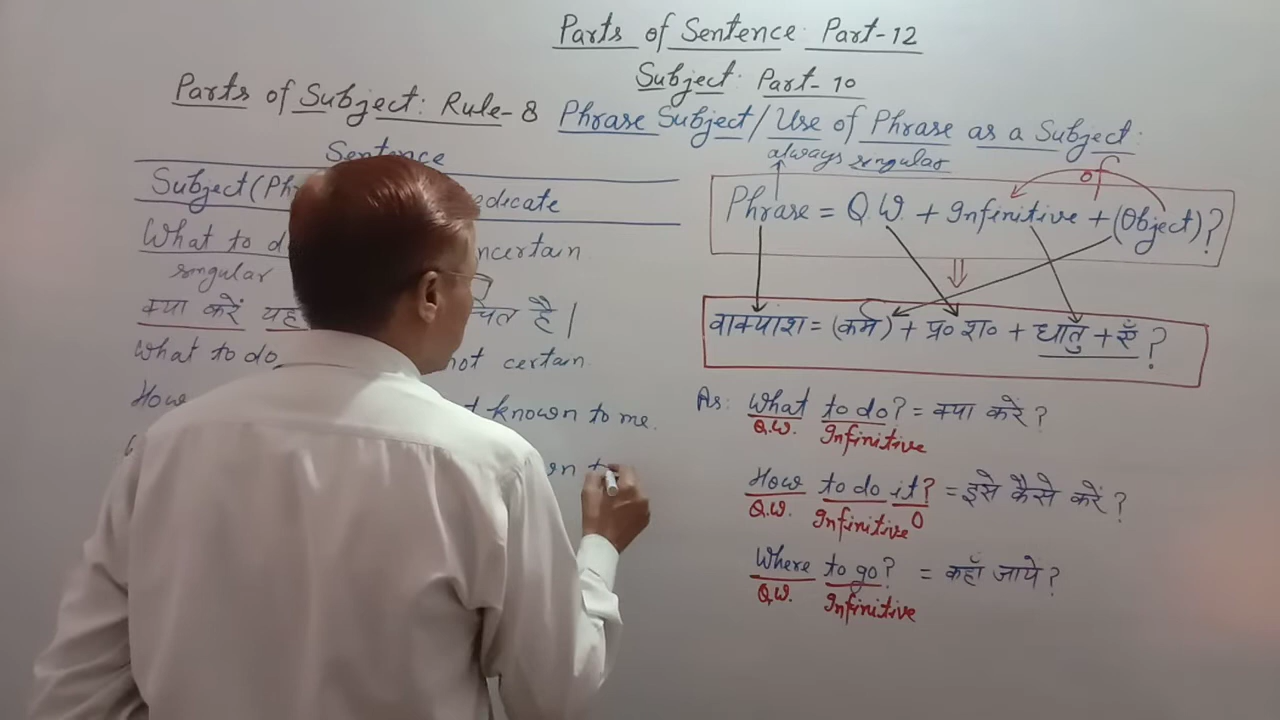 Parts of Sentence: Part-12
Subject: Part-10
Parts of Subject: Rule-8 Phrase Subject/Use of Phrase as a Subject:
Sentence
always singular
Subject (Ph
edicate
What to d
ncertain
singular
क्या करें यह
चित है।
What to do
not certain.
How
t known to me.
wn t
of
Phrase = Q.W. + Infinitive + (Object)?
वाक्यांश = (कर्म) + प्र० श० + धातु + एँ ?
As: What to do? = क्या करें ?
Q.W. Infinitive
How to do it? = इसे कैसे करें ?
Q.W. Infinitive O
Where to go? = कहाँ जाये ?
Q.W. Infinitive